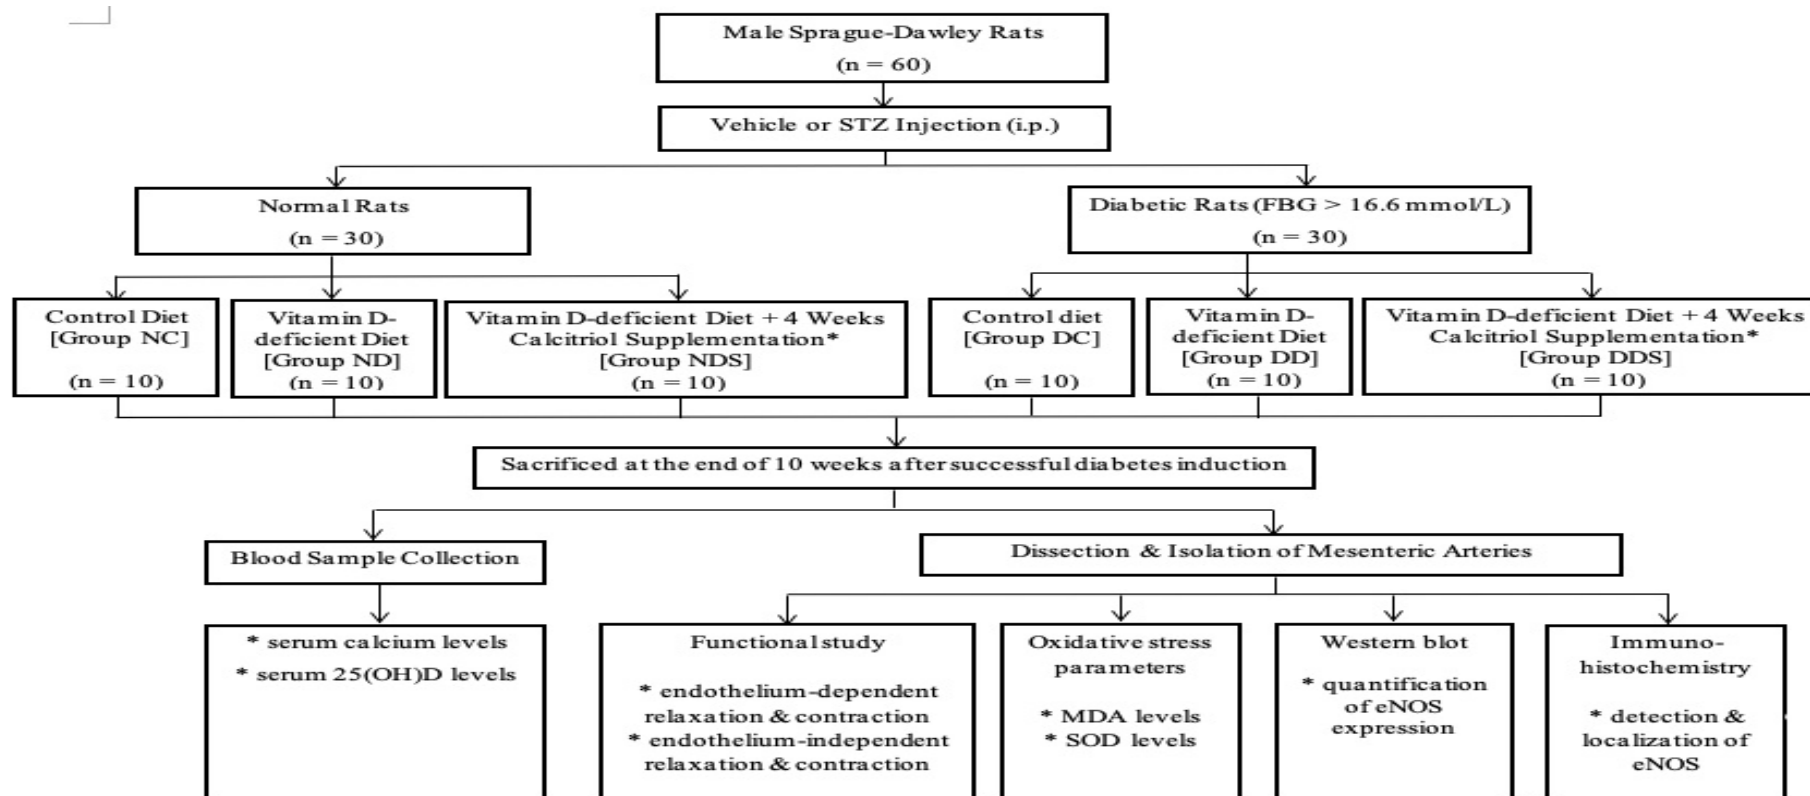 Male Sprague-Dawley Rats
(n = 60)
Vehicle or STZ Injection (i.p.)
Normal Rats
(n = 30)
Diabetic Rats (FBG > 16.6 mmol/L)
(n = 30)
Control Diet
[Group NC]
(n = 10)
Vitamin D-
deficient Diet
[Group ND]
(n = 10)
Vitamin D-deficient Diet + 4 Weeks
Calcitriol Supplementation*
[Group NDS]
(n = 10)
Control diet
[Group DC]
(n = 10)
Vitamin D-
deficient Diet
[Group DD]
(n = 10)
Vitamin D-deficient Diet + 4 Weeks
Calcitriol Supplementation*
[Group DDS]
(n = 10)
Sacrificed at the end of 10 weeks after successful diabetes induction
Blood Sample Collection
Dissection & Isolation of Mesenteric Arteries
* serum calcium levels
* serum 25(OH)D levels
Functional study
* endothelium-dependent
relaxation & contraction
* endothelium-independent
relaxation & contraction
Oxidative stress
parameters
* MDA levels
* SOD levels
Western blot
* quantification
of eNOS
expression
Immuno-
histochemistry
* detection &
localization of
eNOS